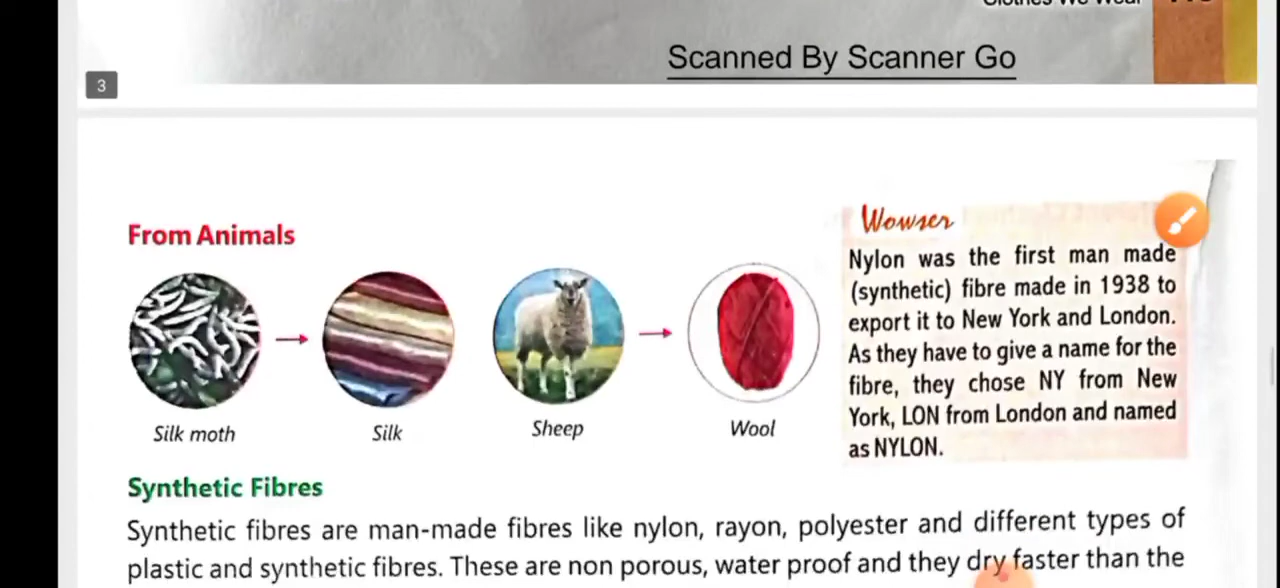 Scanned By Scanner Go
3
From Animals
Silk moth
Silk
Sheep
Wool
Wowser
Nylon was the first man made
(synthetic) fibre made in 1938 to
export it to New York and London.
As they have to give a name for the
fibre, they chose NY from New
York, LON from London and named
as NYLON.
Synthetic Fibres
Synthetic fibres are man-made fibres like nylon, rayon, polyester and different types of
plastic and synthetic fibres. These are non porous, water proof and they dry faster than the